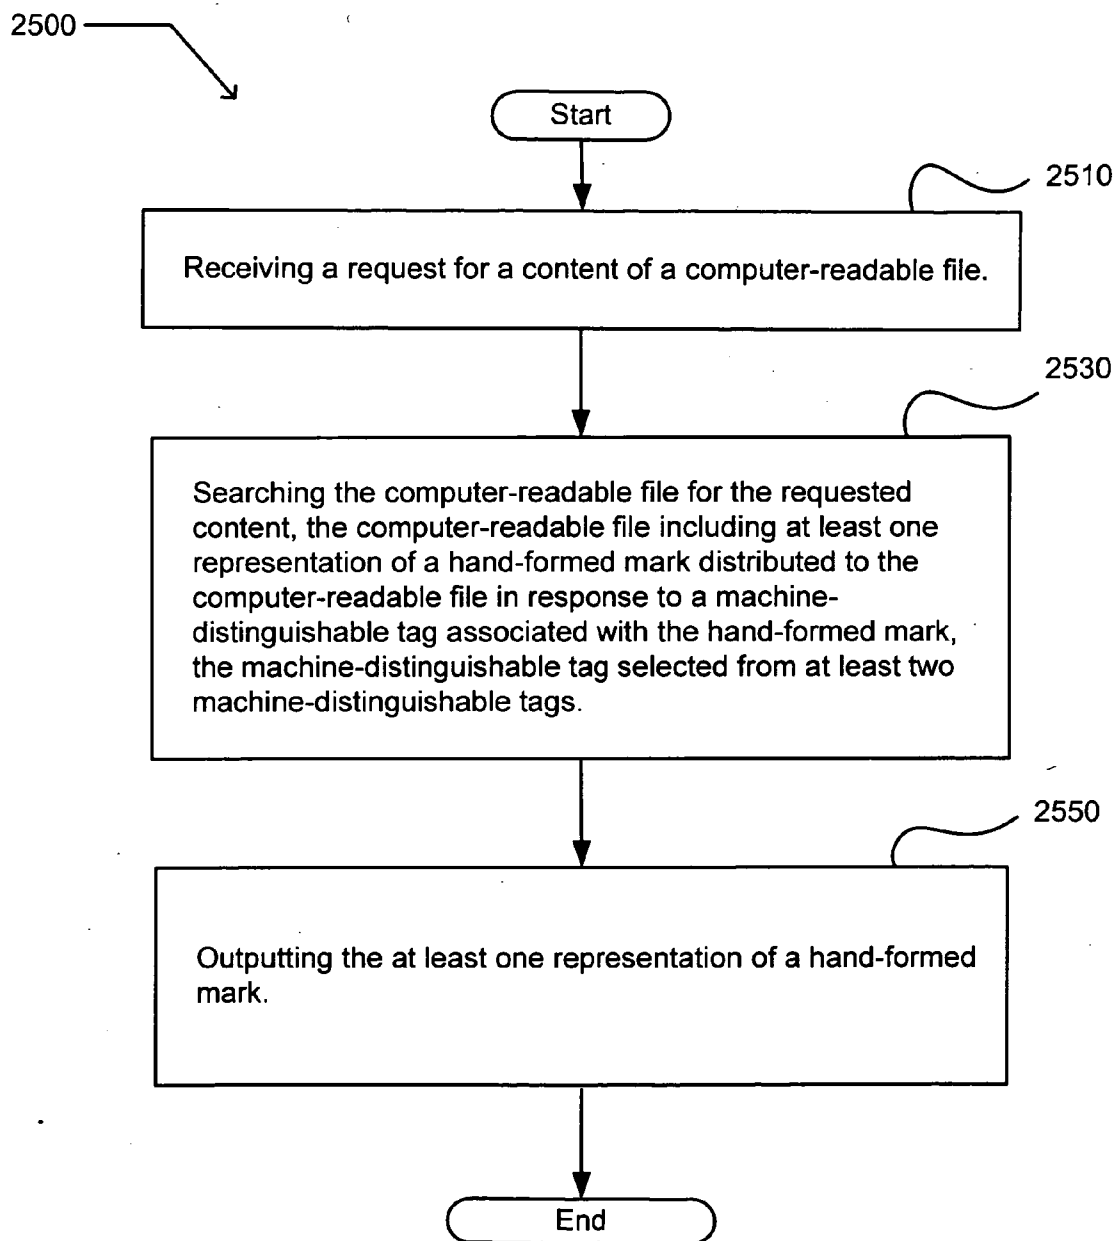 2500
Start
2510
Receiving a request for a content of a computer-readable file.
2530
Searching the computer-readable file for the requested
content, the computer-readable file including at least one
representation of a hand-formed mark distributed to the
computer-readable file in response to a machine-
distinguishable tag associated with the hand-formed mark,
the machine-distinguishable tag selected from at least two
machine-distinguishable tags.
2550
Outputting the at least one representation of a hand-formed
mark.
End